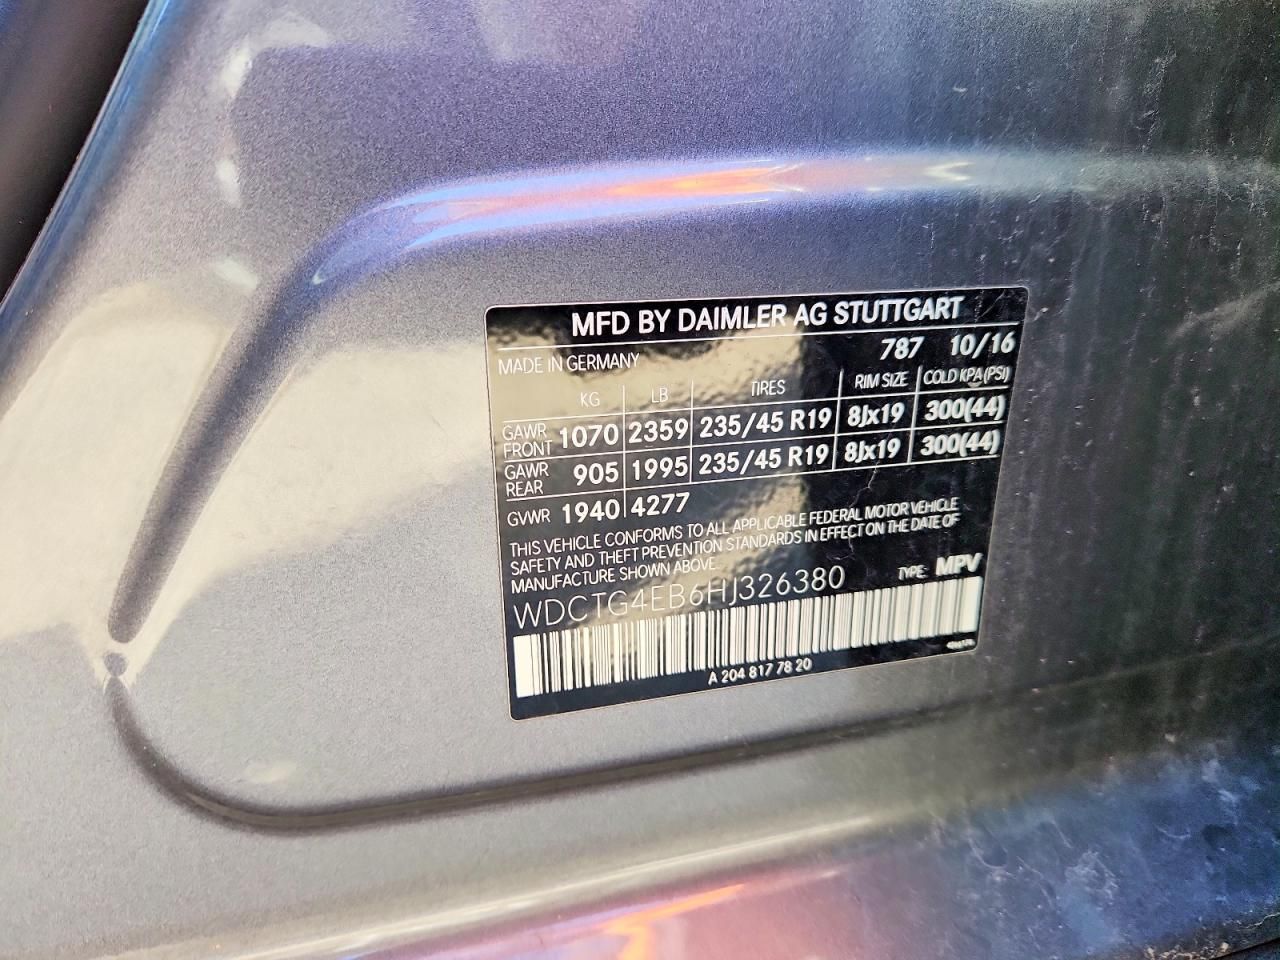 MFD BY DAIMLER AG STUTTGART
MADE IN GERMANY 787 10/16
KG LB TIRES RIM SIZE COLD KPA (PSI)
GAWR FRONT 1070 2359 235/45 R19 8Jx19 300(44)
GAWR REAR 905 1995 235/45 R19 8Jx19 300(44)
GVWR 1940 4277
THIS VEHICLE CONFORMS TO ALL APPLICABLE FEDERAL MOTOR VEHICLE
SAFETY AND THEFT PREVENTION STANDARDS IN EFFECT ON THE DATE OF
MANUFACTURE SHOWN ABOVE.
WDCTG4EB6HJ326380 TYPE: MPV
A 204 817 78 20